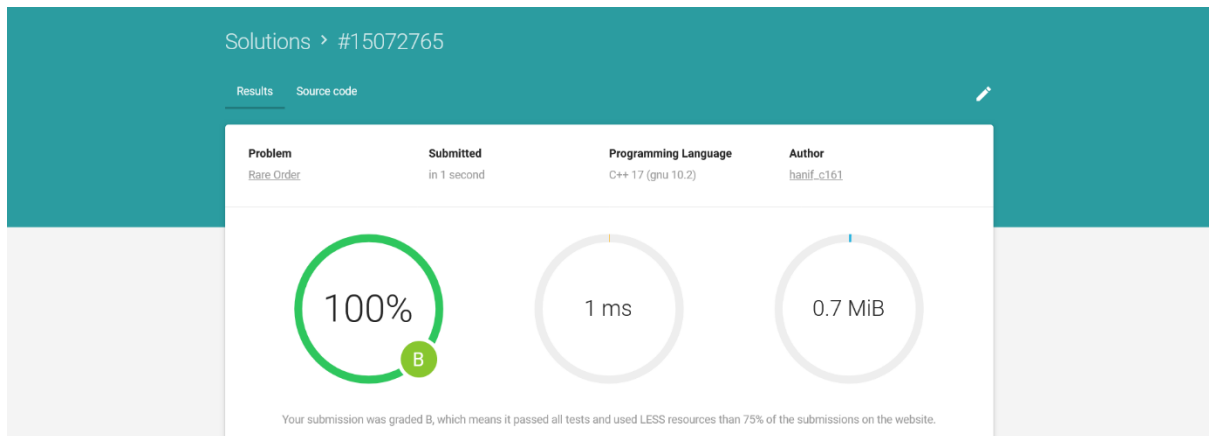 Solutions > #15072765
Results Source code
Problem Submitted Programming Language Author
Rare Order in 1 second C++ 17 (gnu 10.2) hanif_c161
100% 1 ms 0.7 MiB
B
Your submission was graded B, which means it passed all tests and used LESS resources than 75% of the submissions on the website.